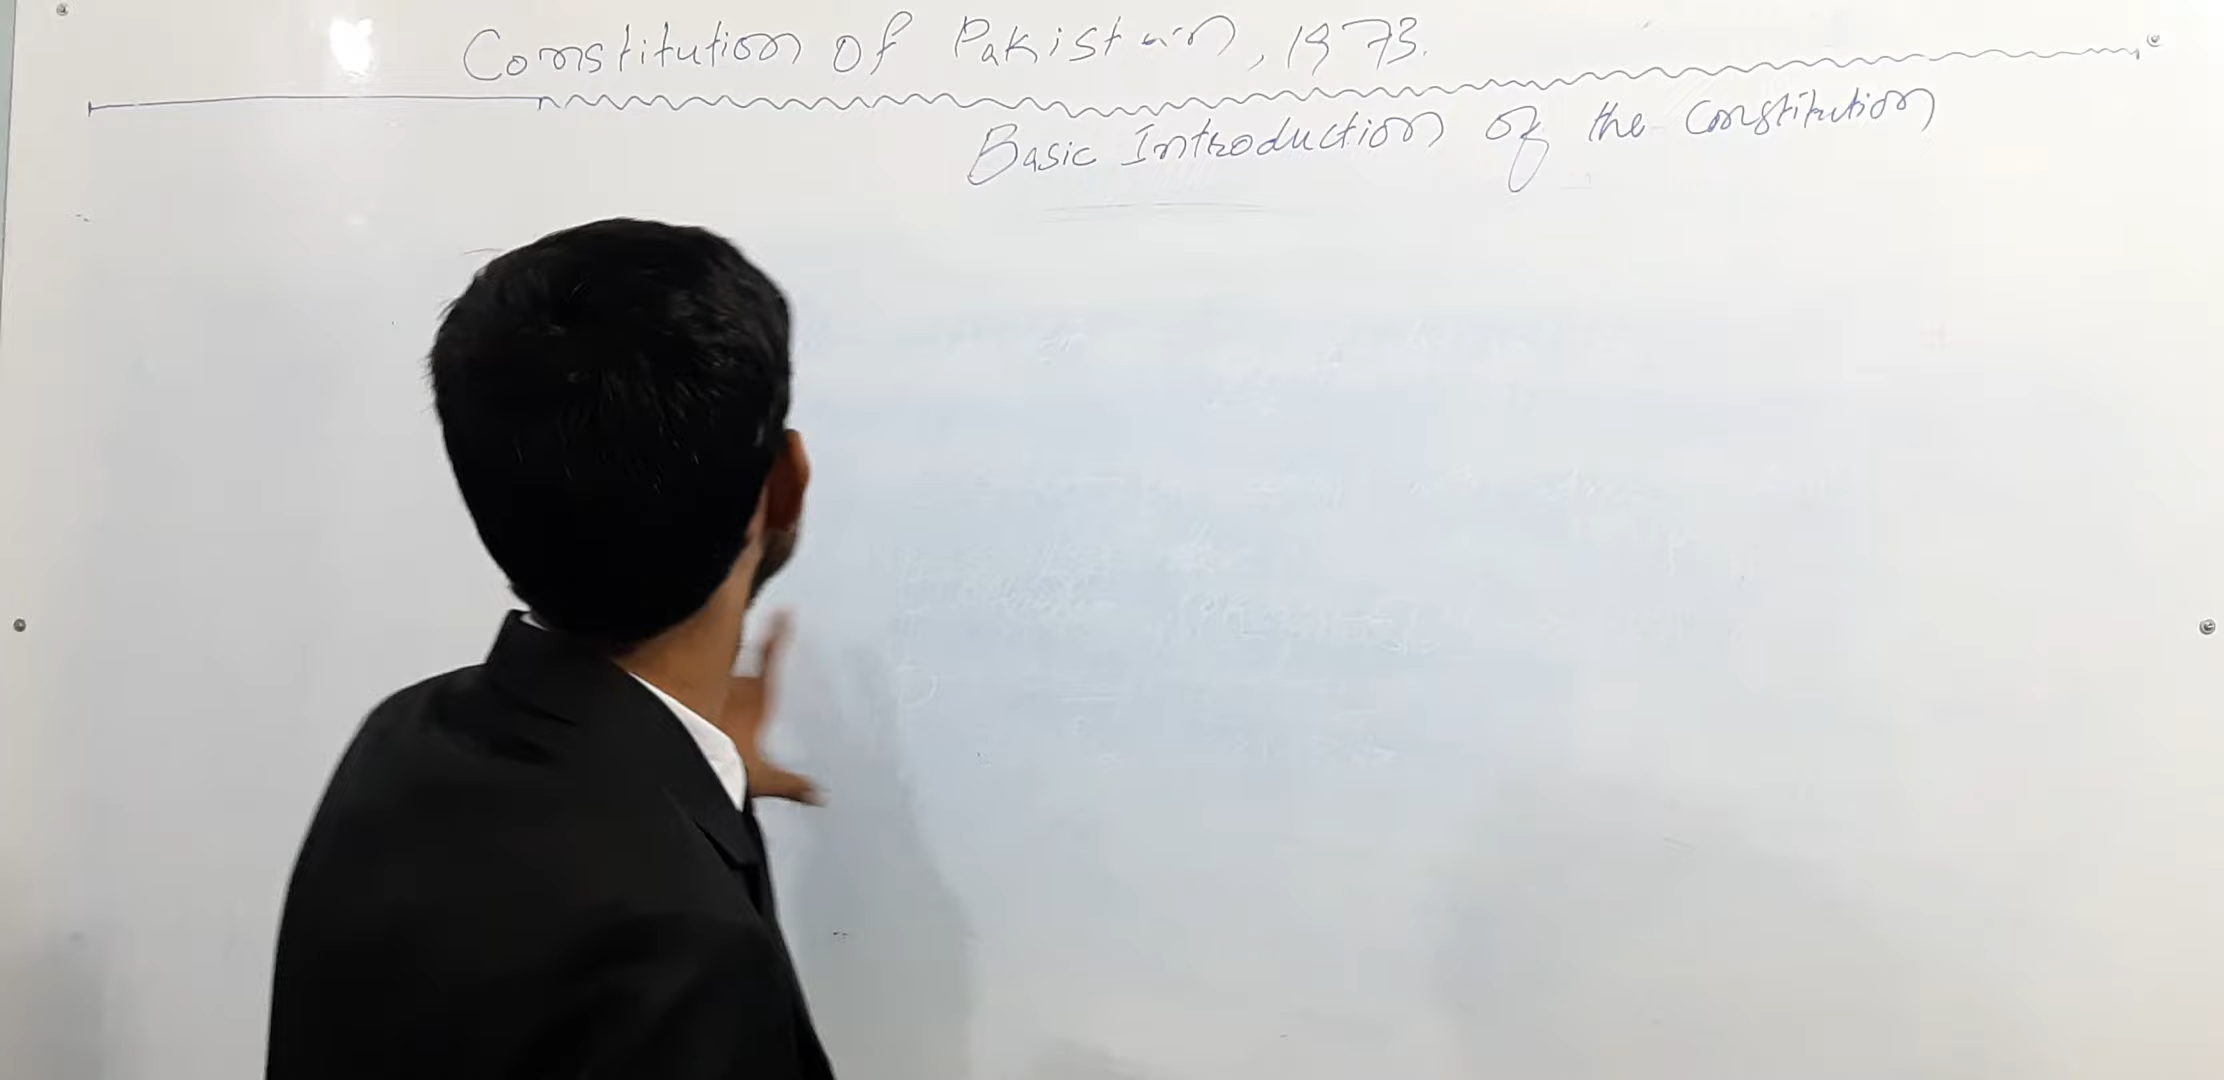 Constitution of Pakistan, 1973.
Basic Introduction of the Constitution